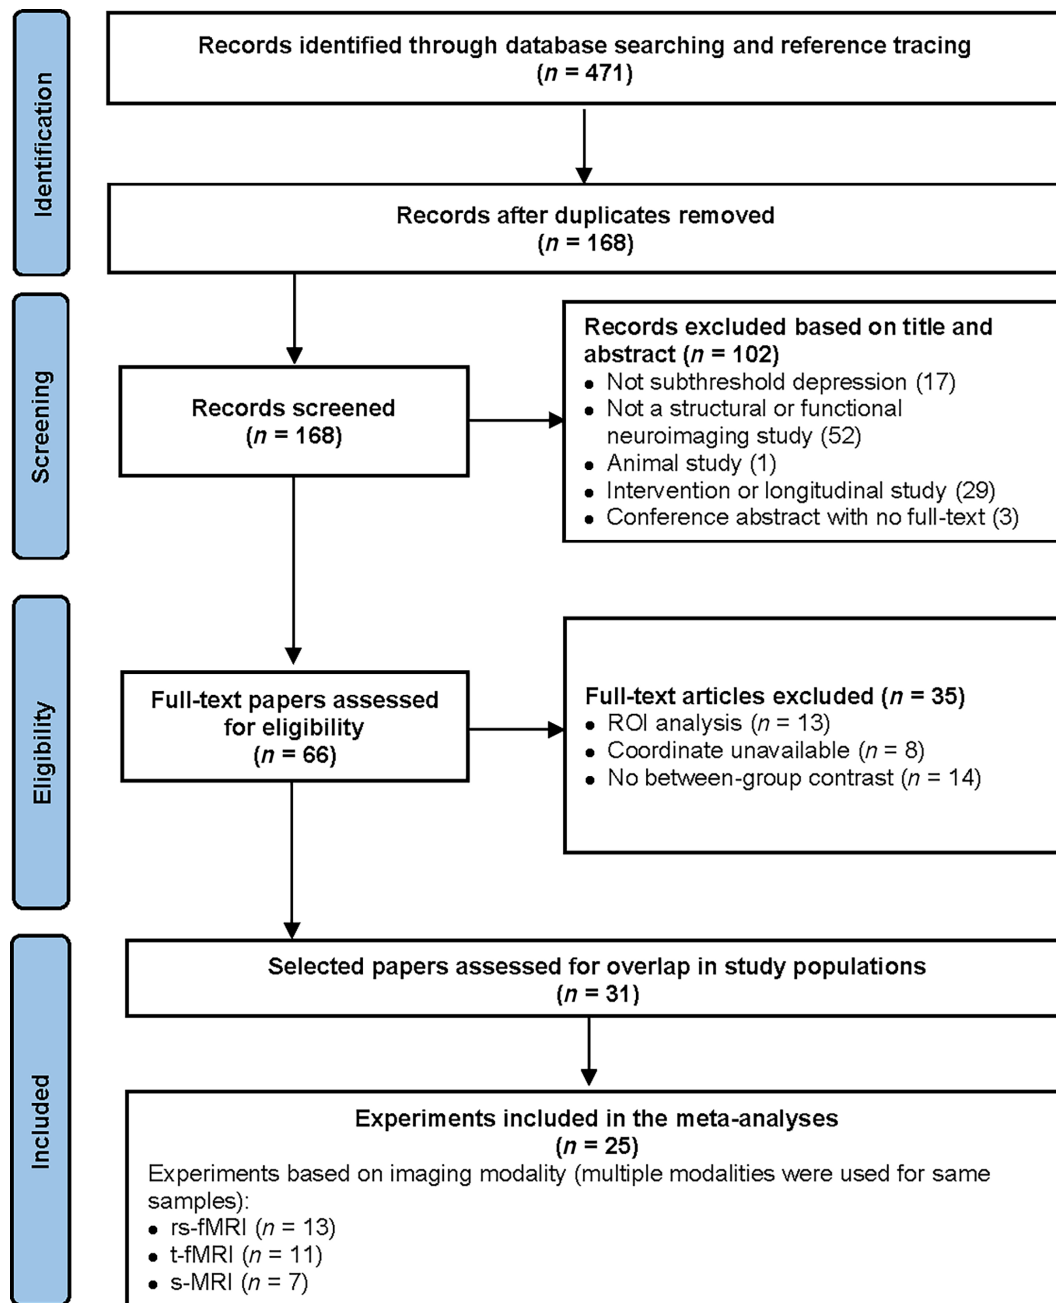 Identification
Records identified through database searching and reference tracing
(n = 471)
Records after duplicates removed
(n = 168)
Screening
Records screened
(n = 168)
Records excluded based on title and
abstract (n = 102)
• Not subthreshold depression (17)
• Not a structural or functional
neuroimaging study (52)
• Animal study (1)
• Intervention or longitudinal study (29)
• Conference abstract with no full-text (3)
Eligibility
Full-text papers assessed
for eligibility
(n = 66)
Full-text articles excluded (n = 35)
• ROI analysis (n = 13)
• Coordinate unavailable (n = 8)
• No between-group contrast (n = 14)
Included
Selected papers assessed for overlap in study populations
(n = 31)
Experiments included in the meta-analyses
(n = 25)
Experiments based on imaging modality (multiple modalities were used for same
samples):
• rs-fMRI (n = 13)
• t-fMRI (n = 11)
• s-MRI (n = 7)